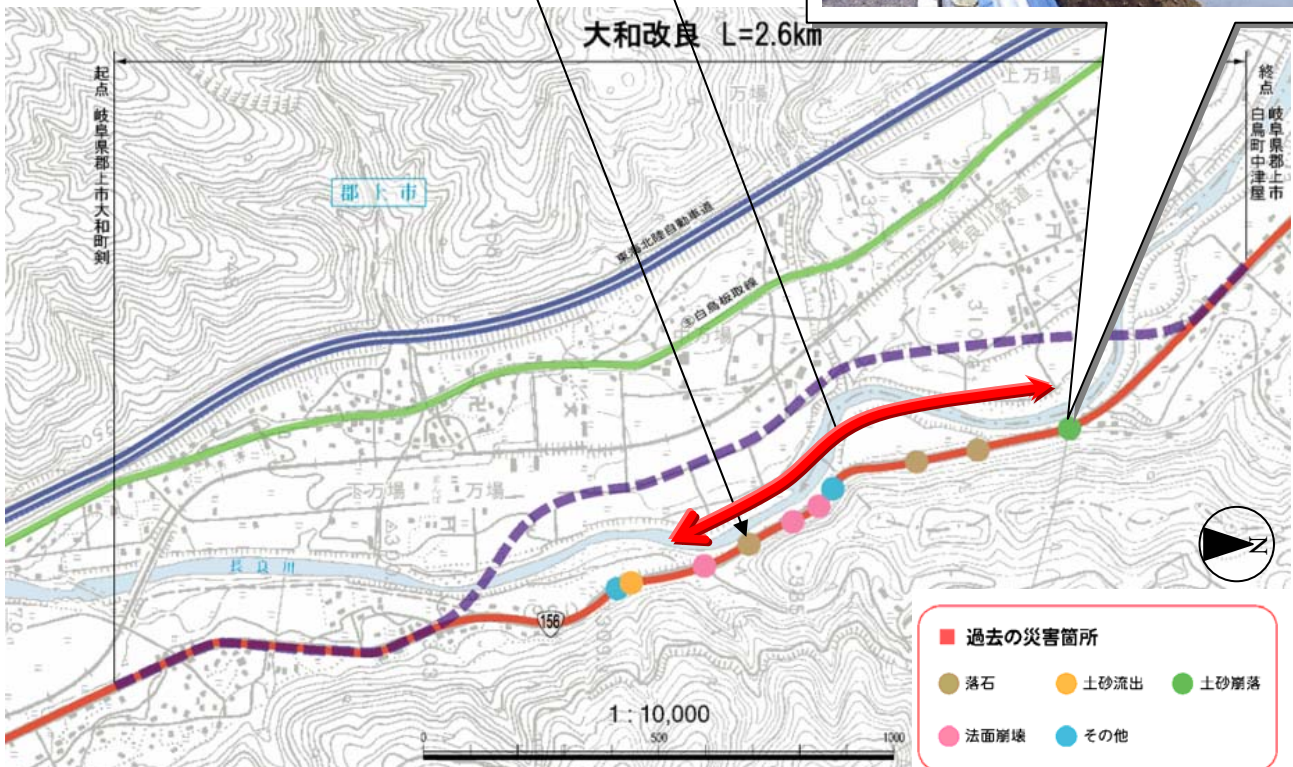 大和改良 L=2.6km
起点 岐阜県郡上市大和町剣
終点 岐阜県郡上市
白鳥町中津屋
上万場
万場
郡上市
東海北陸自動車道
長良川鉄道
白鳥板取線
中万場
下万場
万場
長良川
156
N
1:10,000
0 500 1000
■ 過去の災害箇所
落石
土砂流出
土砂崩落
法面崩壊
その他